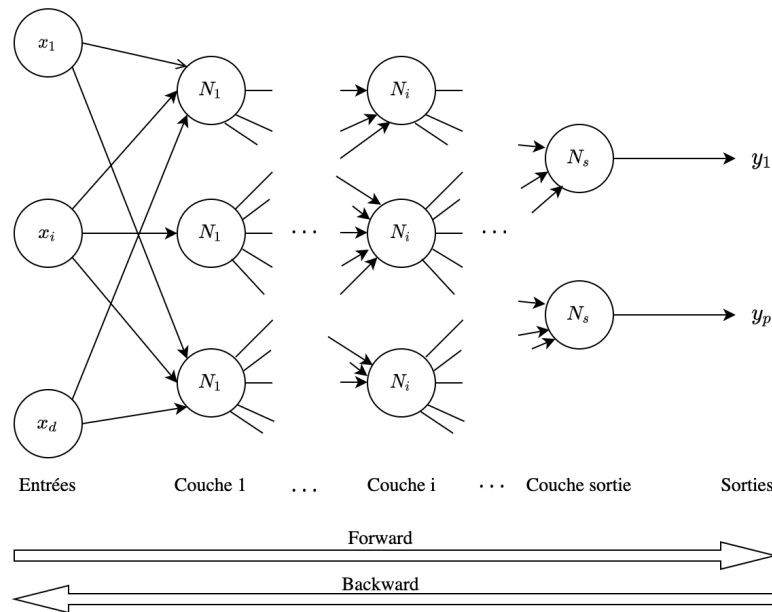 x₁
N₁
Nᵢ
Nₛ
y₁
xᵢ
N₁
...
Nᵢ
...
Nₛ
yₚ
N₁
Nᵢ
x_d
Entrées Couche 1 ... Couche i ... Couche sortie Sorties
Forward
Backward